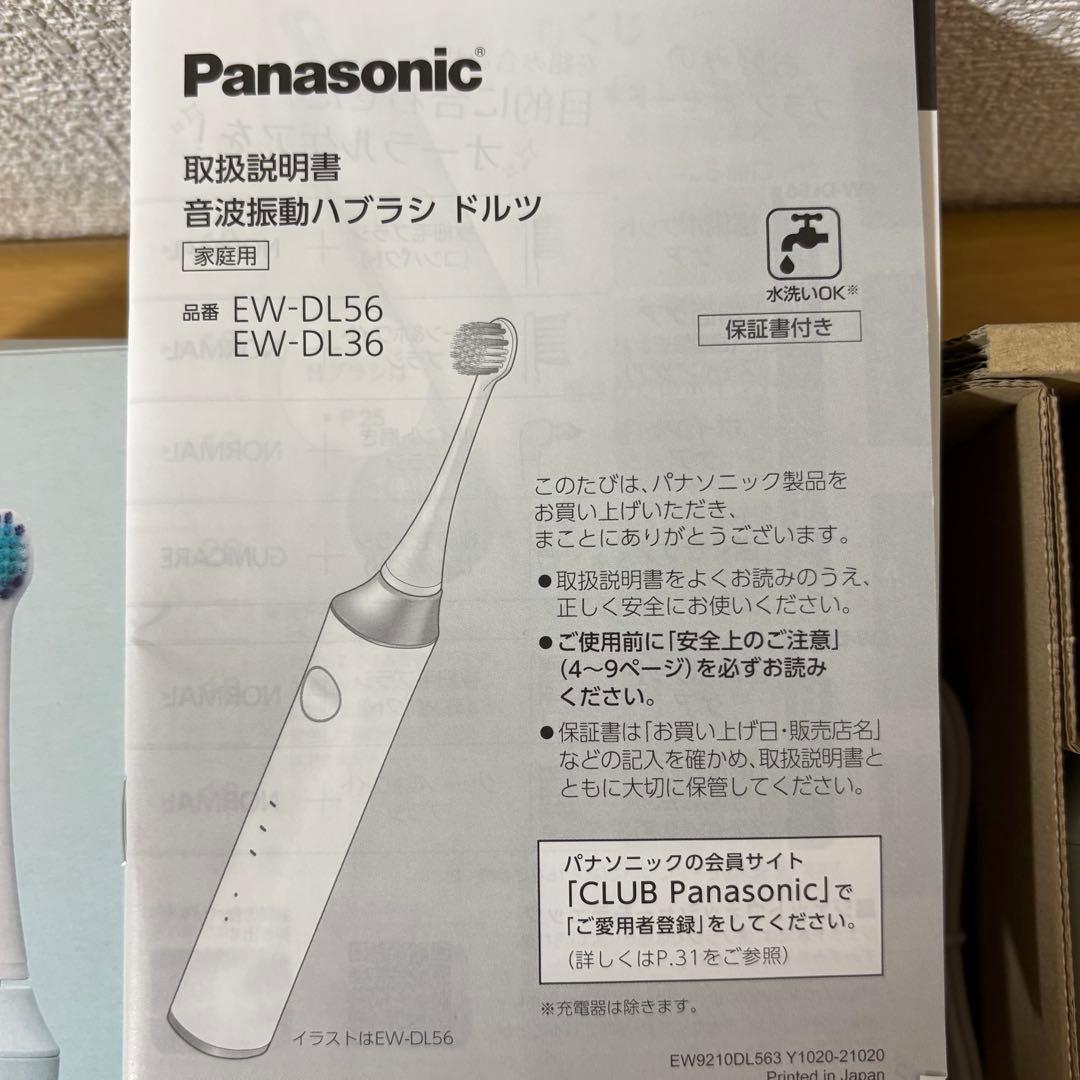 Panasonic®
取扱説明書
音波振動ハブラシ ドルツ
家庭用
品番 EW-DL56
EW-DL36
水洗いOK※
保証書付き
このたびは、パナソニック製品を
お買い上げいただき、
まことにありがとうございます。
●取扱説明書をよくお読みのうえ、
正しく安全にお使いください。
●ご使用前に「安全上のご注意」
(4〜9ページ)を必ずお読み
ください。
●保証書は「お買い上げ日・販売店名」
などの記入を確かめ、取扱説明書と
ともに大切に保管してください。
パナソニックの会員サイト
「CLUB Panasonic」で
「ご愛用者登録」をしてください。
(詳しくはP.31をご参照)
※充電器は除きます。
イラストはEW-DL56
EW9210DL563 Y1020-21020
Printed in Japan